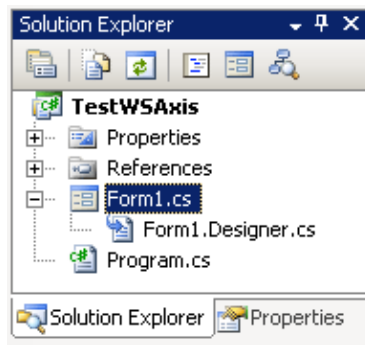 Solution Explorer
TestWSAxis
Properties
References
Form1.cs
Form1.Designer.cs
Program.cs
Solution Explorer Properties